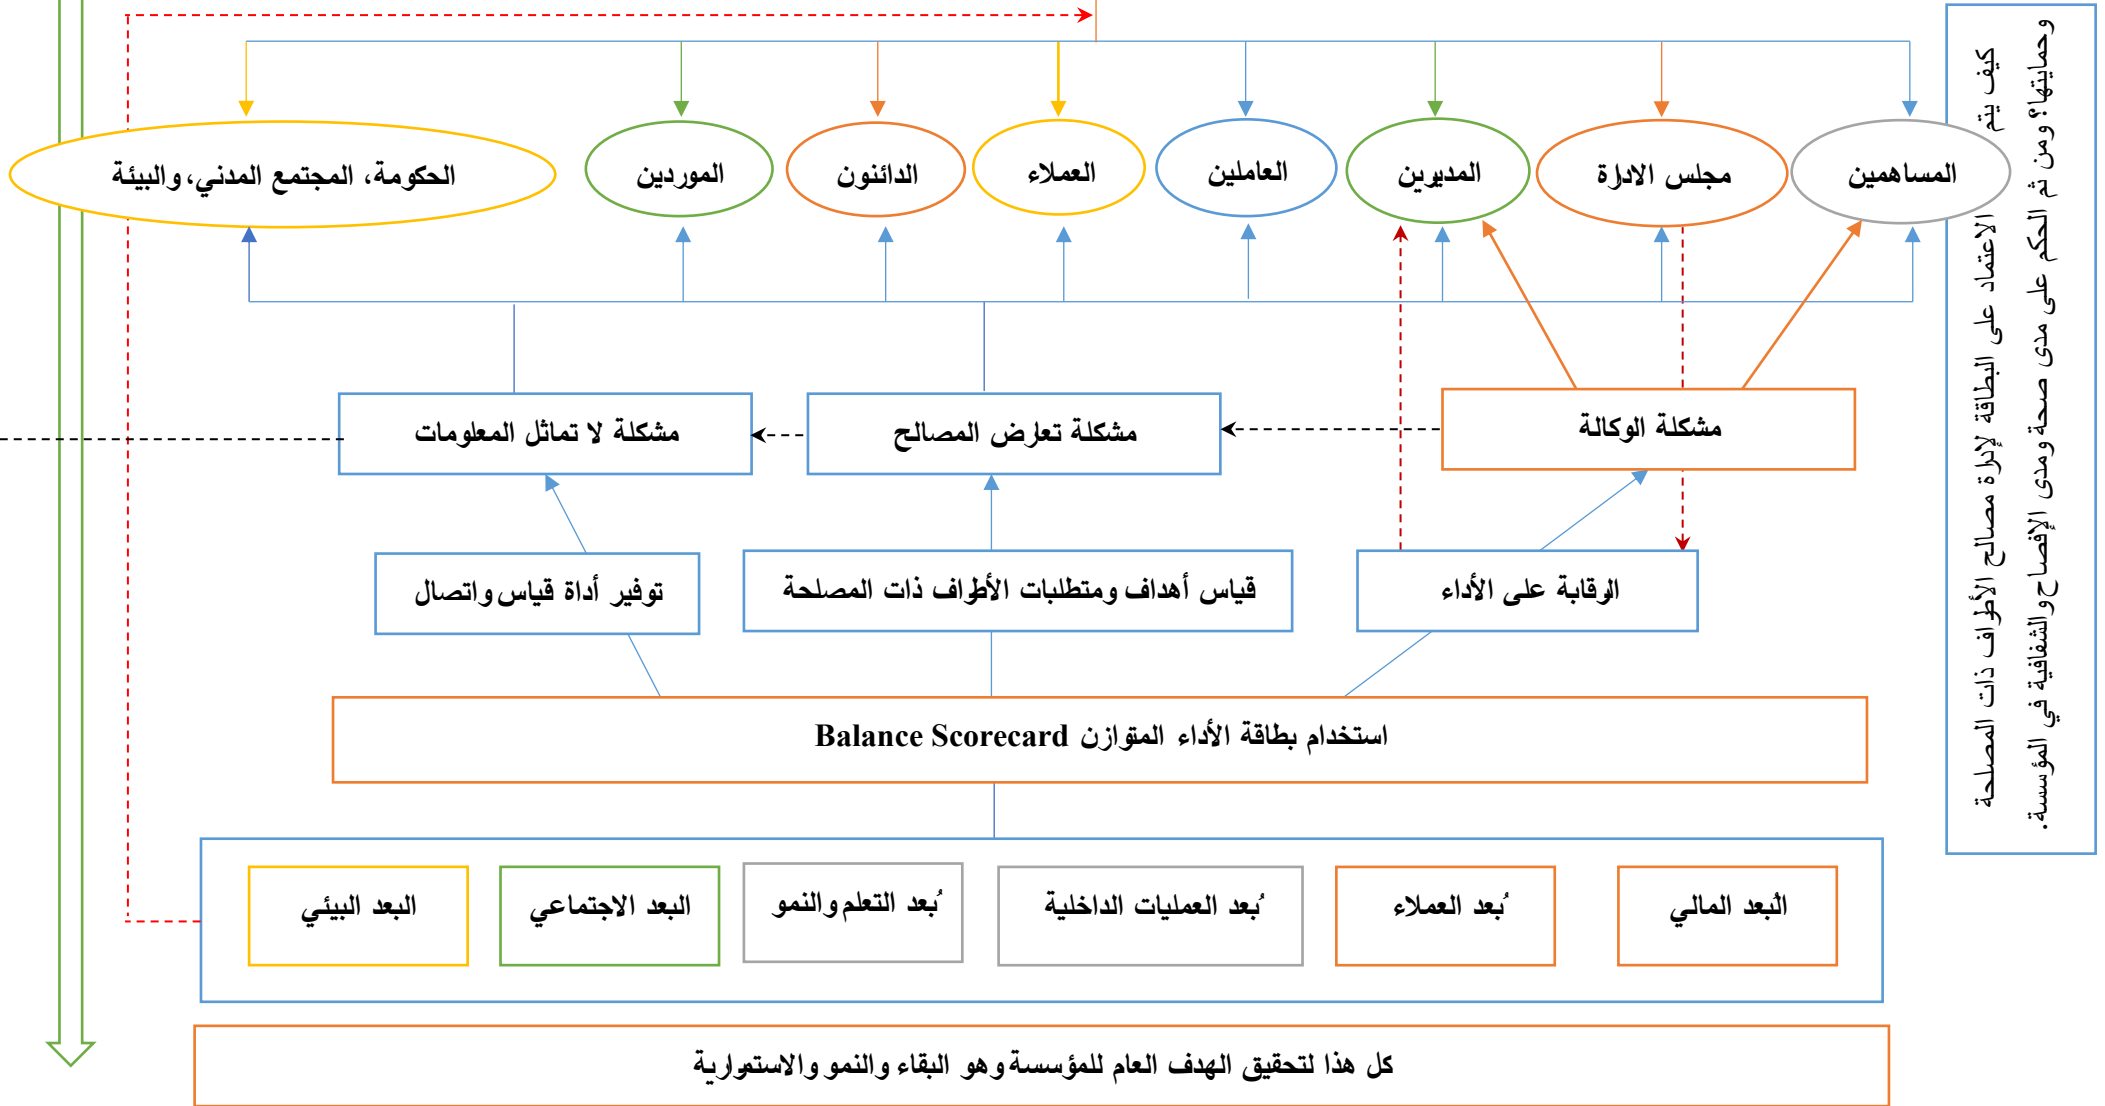 المساهمين
مجلس الادارة
المديرين
العاملين
العملاء
الدائنون
الموردين
الحكومة، المجتمع المدني، والبيئة
كيف يتم الاعتماد على البطاقة لإدارة مصالح الأطراف ذات المصلحة
وحمايتها؟ ومن ثم الحكم على مدى صحة ومدى الإفصاح والشفافية في المؤسسة.
مشكلة الوكالة
مشكلة تعارض المصالح
مشكلة لا تماثل المعلومات
الرقابة على الأداء
قياس أهداف ومتطلبات الأطراف ذات المصلحة
توفير أداة قياس واتصال
استخدام بطاقة الأداء المتوازن Balance Scorecard
البُعد المالي
بُعد العملاء
بُعد العمليات الداخلية
بُعد التعلم والنمو
البعد الاجتماعي
البعد البيئي
كل هذا لتحقيق الهدف العام للمؤسسة وهو البقاء والنمو والاستمرارية